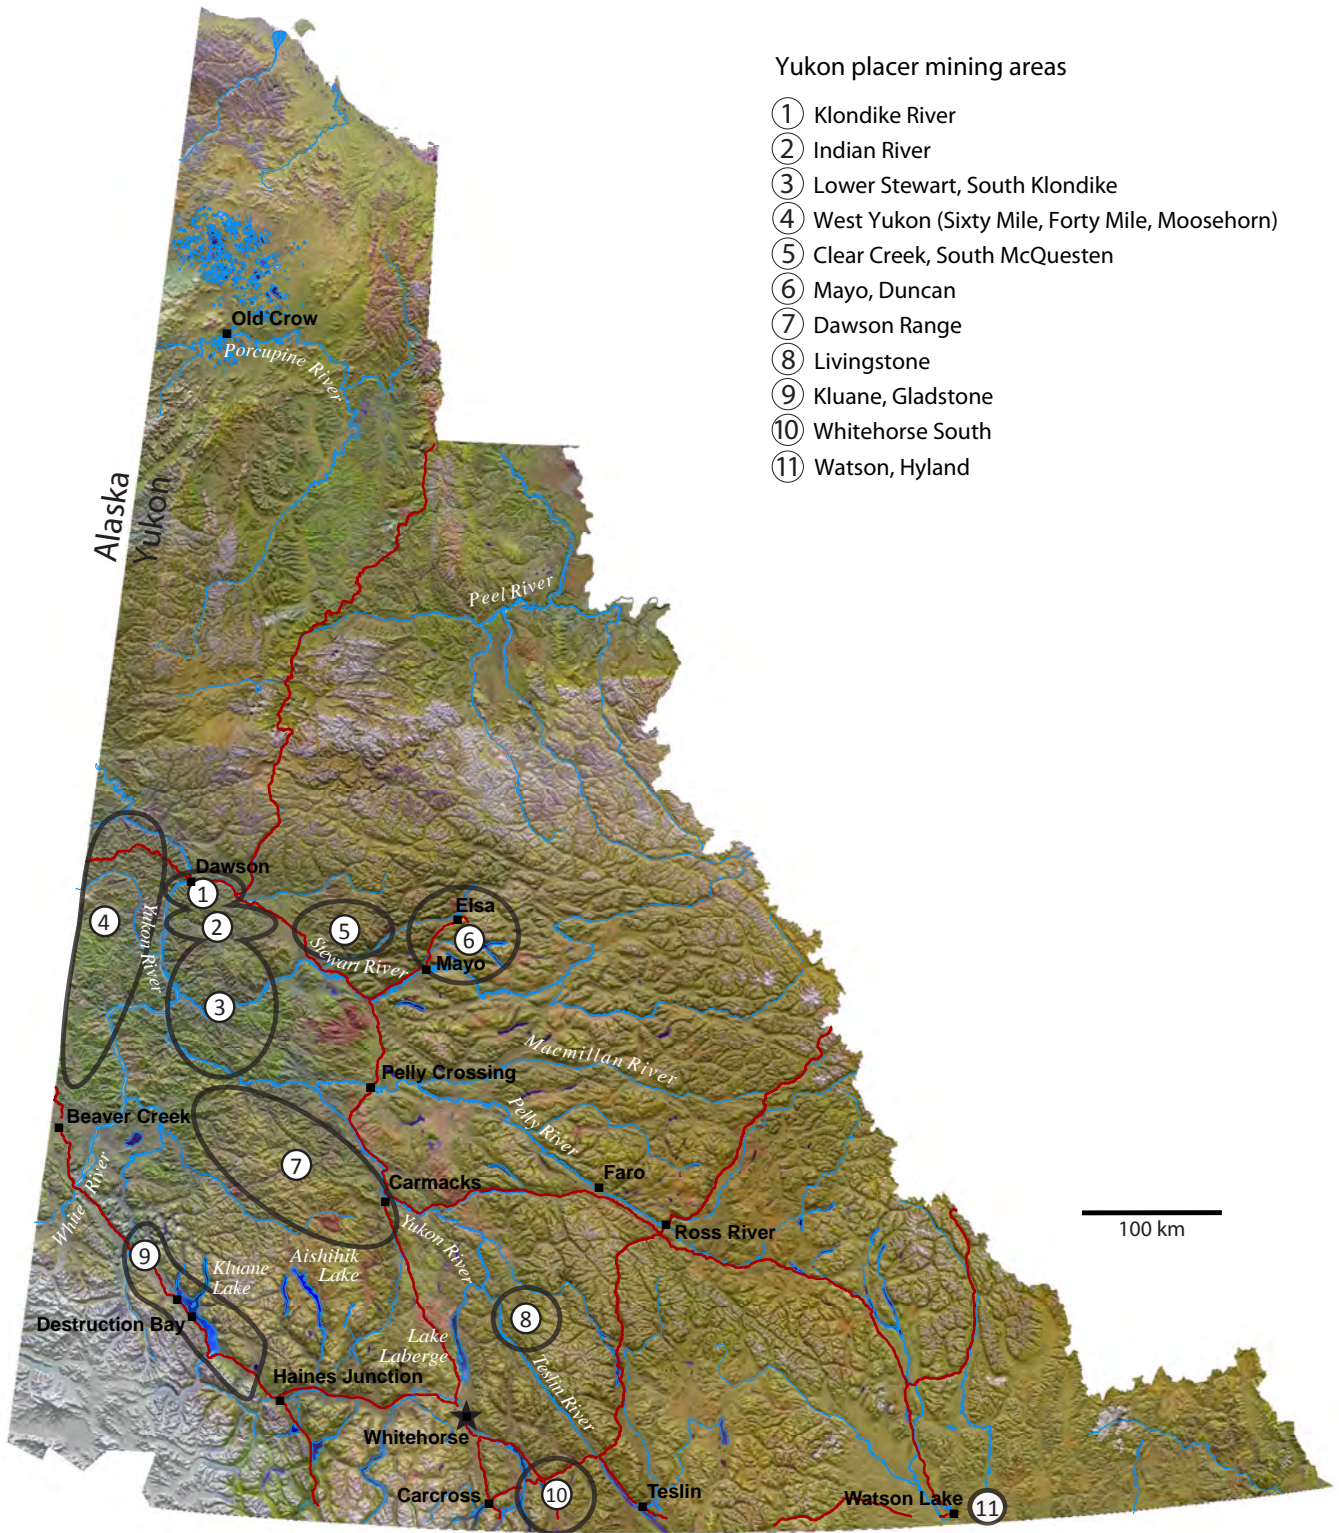 Yukon placer mining areas
1 Klondike River
2 Indian River
3 Lower Stewart, South Klondike
4 West Yukon (Sixty Mile, Forty Mile, Moosehorn)
5 Clear Creek, South McQuesten
6 Mayo, Duncan
7 Dawson Range
8 Livingstone
9 Kluane, Gladstone
10 Whitehorse South
11 Watson, Hyland
Old Crow
Porcupine River
Alaska
Yukon
Peel River
Dawson
1
Elsa
4
Yukon River
2
5
6
Stewart River
Mayo
3
Macmillan River
Pelly Crossing
Beaver Creek
Pelly River
7
Faro
Carmacks
White River
Yukon River
Ross River
100 km
9
Kluane
Lake
Aishihik
Lake
Destruction Bay
8
Lake
Laberge
Teslin River
Haines Junction
Whitehorse
Carcross
10
Teslin
Watson Lake
11